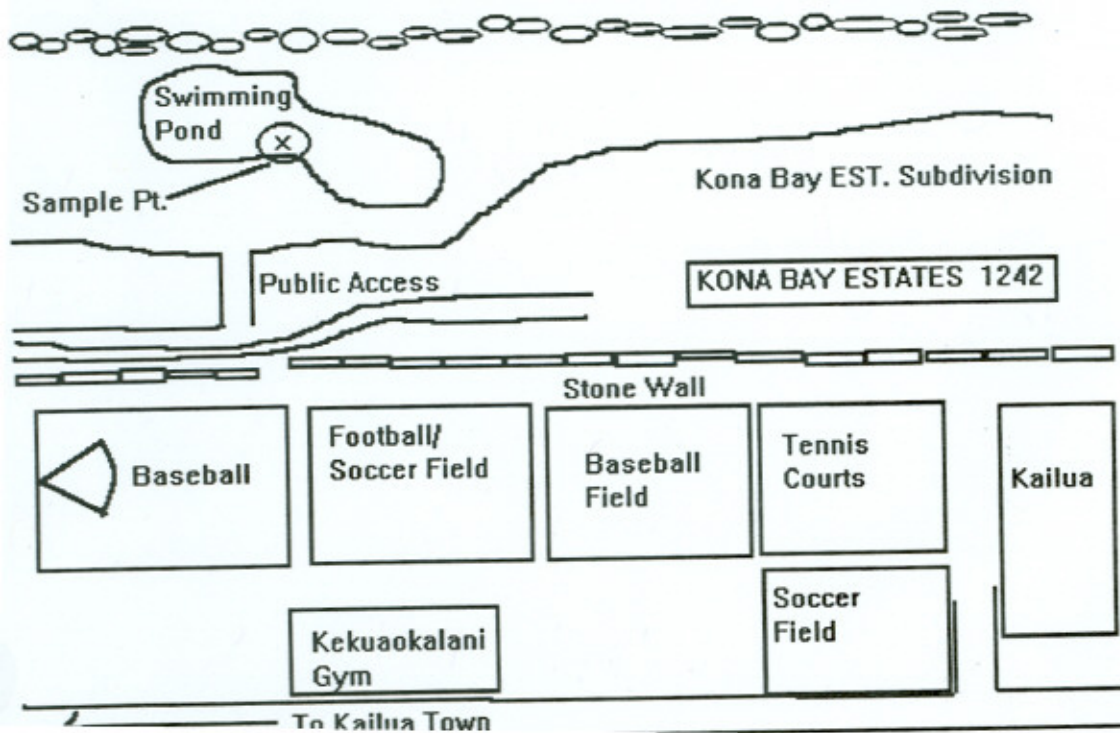 Swimming
Pond
×
Sample Pt.
Kona Bay EST. Subdivision
Public Access
KONA BAY ESTATES 1242
Stone Wall
Baseball
Football/
Soccer Field
Baseball
Field
Tennis
Courts
Kailua
Kekuaokalani
Gym
Soccer
Field
To Kailua Town